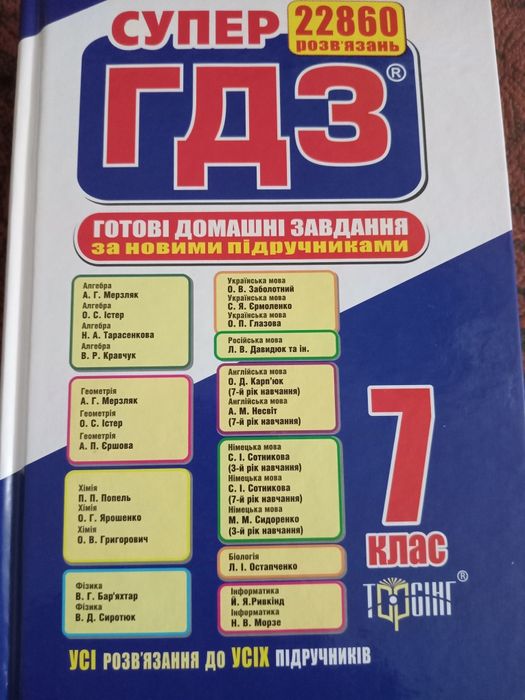 СУПЕР
22860
РОЗВ'ЯЗАНЬ
ГДЗ®
ГОТОВІ ДОМАШНІ ЗАВДАННЯ
за новими підручниками
Алгебра
А. Г. Мерзляк
Алгебра
О. С. Істер
Алгебра
Н. А. Тарасенкова
Алгебра
В. Р. Кравчук
Геометрія
А. Г. Мерзляк
Геометрія
О. С. Істер
Геометрія
А. П. Єршова
Хімія
П. П. Попель
Хімія
О. Г. Ярошенко
Хімія
О. В. Григорович
Фізика
В. Г. Бар'яхтар
Фізика
В. Д. Сиротюк
Українська мова
О. В. Заболотний
Українська мова
С. Я. Єрмоленко
Українська мова
О. П. Глазова
Російська мова
Л. В. Давидюк та ін.
Англійська мова
О. Д. Карп'юк
(7-й рік навчання)
Англійська мова
А. М. Несвіт
(7-й рік навчання)
Німецька мова
С. І. Сотникова
(3-й рік навчання)
Німецька мова
С. І. Сотникова
(7-й рік навчання)
Німецька мова
М. М. Сидоренко
(3-й рік навчання)
Біологія
Л. І. Остапченко
Інформатика
Й. Я.Ривкінд
Інформатика
Н. В. Морзе
7
клас
ТОРСІНГ®
УСІ РОЗВ'ЯЗАННЯ ДО УСІХ ПІДРУЧНИКІВ